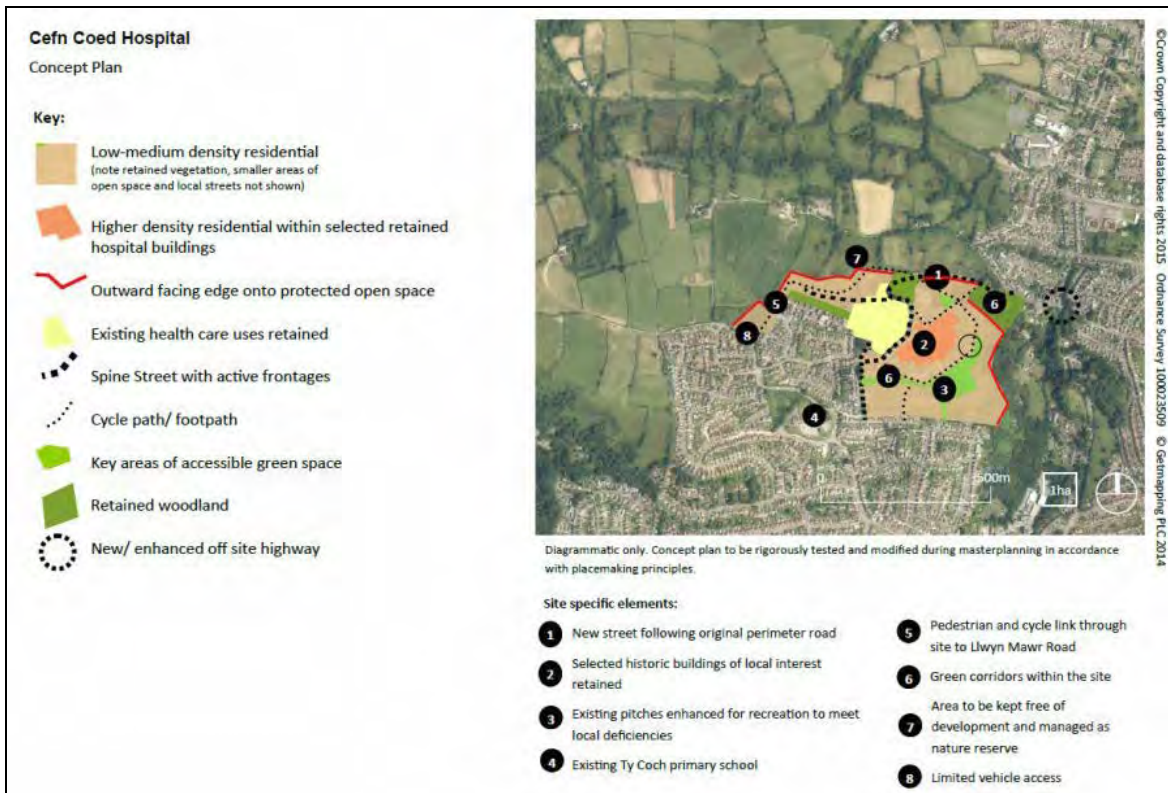 Cefn Coed Hospital
Concept Plan
Key:
Low-medium density residential
(note retained vegetation, smaller areas of
open space and local streets not shown)
Higher density residential within selected retained
hospital buildings
Outward facing edge onto protected open space
Existing health care uses retained
Spine Street with active frontages
Cycle path/ footpath
Key areas of accessible green space
Retained woodland
New/ enhanced off site highway
7
1
5
6
8
2
6
3
4
0
500m
1ha
©Crown Copyright and database rights 2015 Ordnance Survey 100023509 © Getmapping PLC 2014
Diagrammatic only. Concept plan to be rigorously tested and modified during masterplanning in accordance
with placemaking principles.
Site specific elements:
1 New street following original perimeter road
2 Selected historic buildings of local interest
retained
3 Existing pitches enhanced for recreation to meet
local deficiencies
4 Existing Ty Coch primary school
5 Pedestrian and cycle link through
site to Llwyn Mawr Road
6 Green corridors within the site
7 Area to be kept free of
development and managed as
nature reserve
8 Limited vehicle access